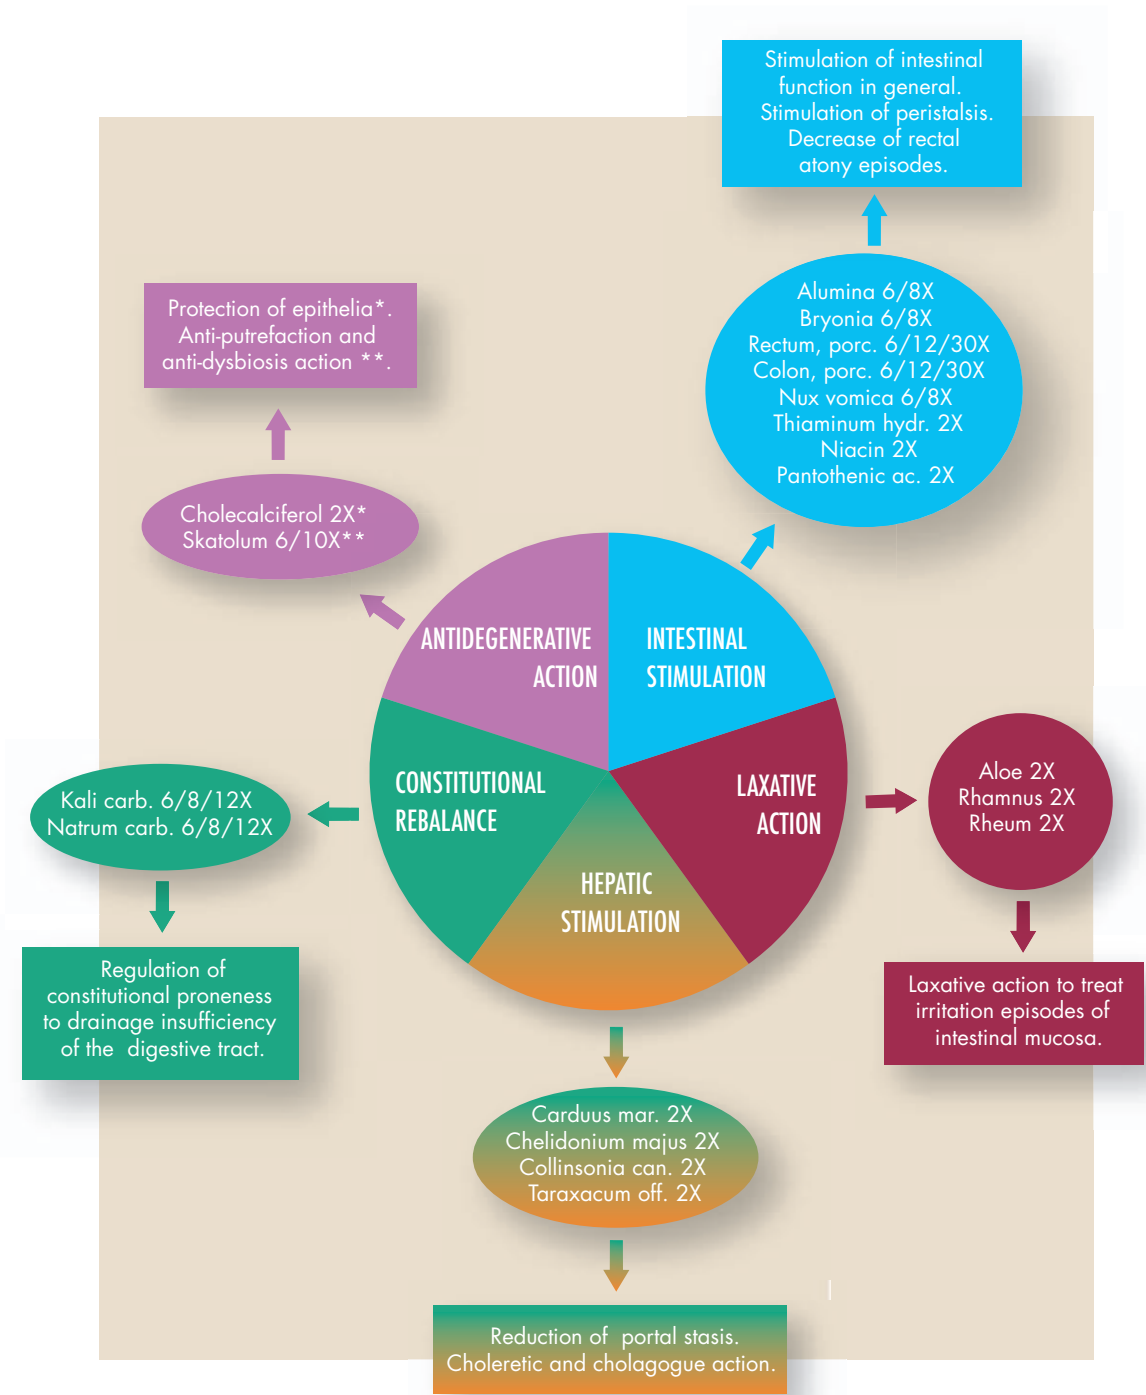 Stimulation of intestinal
function in general.
Stimulation of peristalsis.
Decrease of rectal
atony episodes.
Alumina 6/8X
Bryonia 6/8X
Rectum, porc. 6/12/30X
Colon, porc. 6/12/30X
Nux vomica 6/8X
Thiaminum hydr. 2X
Niacin 2X
Pantothenic ac. 2X
Protection of epithelia*.
Anti-putrefaction and
anti-dysbiosis action **.
Cholecalciferol 2X*
Skatolum 6/10X**
ANTIDEGENERATIVE
ACTION
INTESTINAL
STIMULATION
CONSTITUTIONAL
REBALANCE
LAXATIVE
ACTION
HEPATIC
STIMULATION
Kali carb. 6/8/12X
Natrum carb. 6/8/12X
Regulation of
constitutional proneness
to drainage insufficiency
of the  digestive tract.
Aloe 2X
Rhamnus 2X
Rheum 2X
Laxative action to treat
irritation episodes of
intestinal mucosa.
Carduus mar. 2X
Chelidonium majus 2X
Collinsonia can. 2X
Taraxacum off. 2X
Reduction of  portal stasis.
Choleretic and cholagogue action.